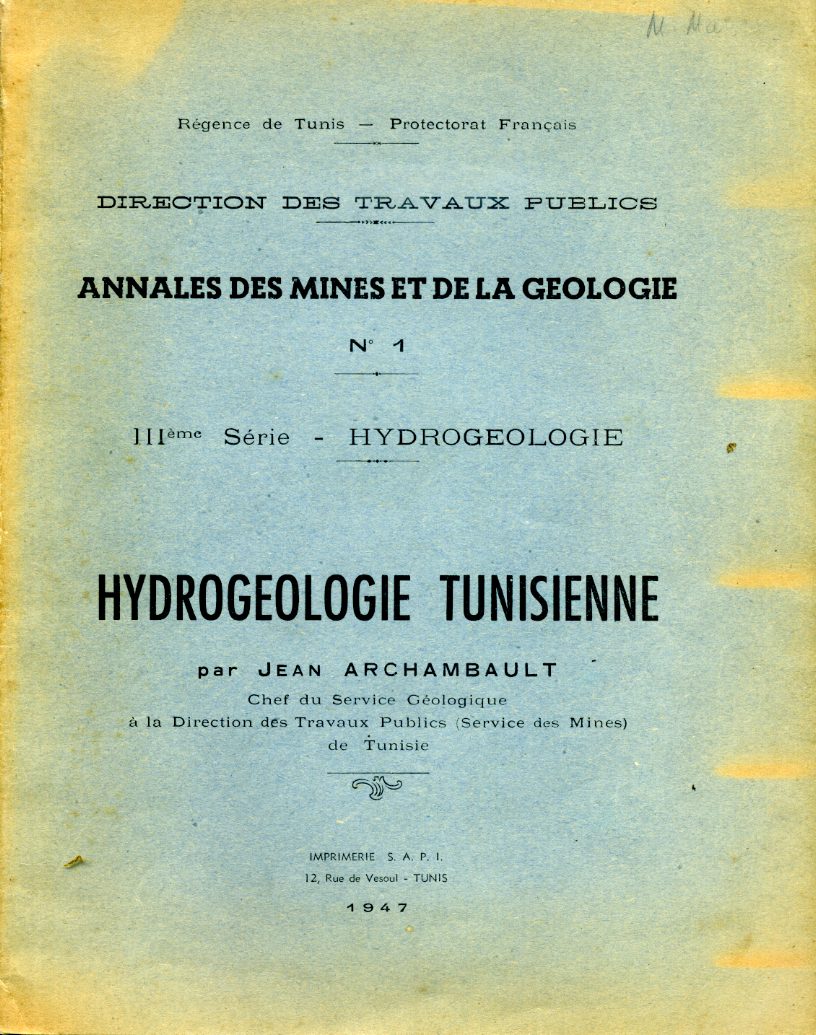 Régence de Tunis — Protectorat Français
DIRECTION DES TRAVAUX PUBLICS
ANNALES DES MINES ET DE LA GEOLOGIE
N° 1
IIIème Série - HYDROGEOLOGIE
HYDROGEOLOGIE TUNISIENNE
par JEAN ARCHAMBAULT
Chef du Service Géologique
à la Direction des Travaux Publics (Service des Mines)
de Tunisie
IMPRIMERIE S. A. P. I.
12, Rue de Vesoul - TUNIS
1947